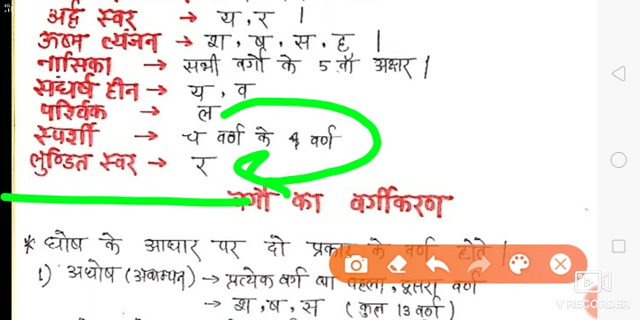 अर्द्ध स्वर → य, र ।
ऊष्म व्यंजन → श, ष, स, ह ।
नासिका → सभी वर्गो के 5 वॉ अक्षर ।
संघर्ष हीन → य, व
पार्श्विक → ल
स्पर्शी → च वर्ग के 4 वर्ण
लुण्ठित स्वर → र
वर्गो का वर्गीकरण
* घोष के आधार पर दो प्रकार के वर्ण होते ।
1) अघोष (अकम्पन) → प्रत्येक वर्ग का पहला, दूसरा वर्ण
→ श, ष, स (कुल 13 वर्ण)
V RECORDER